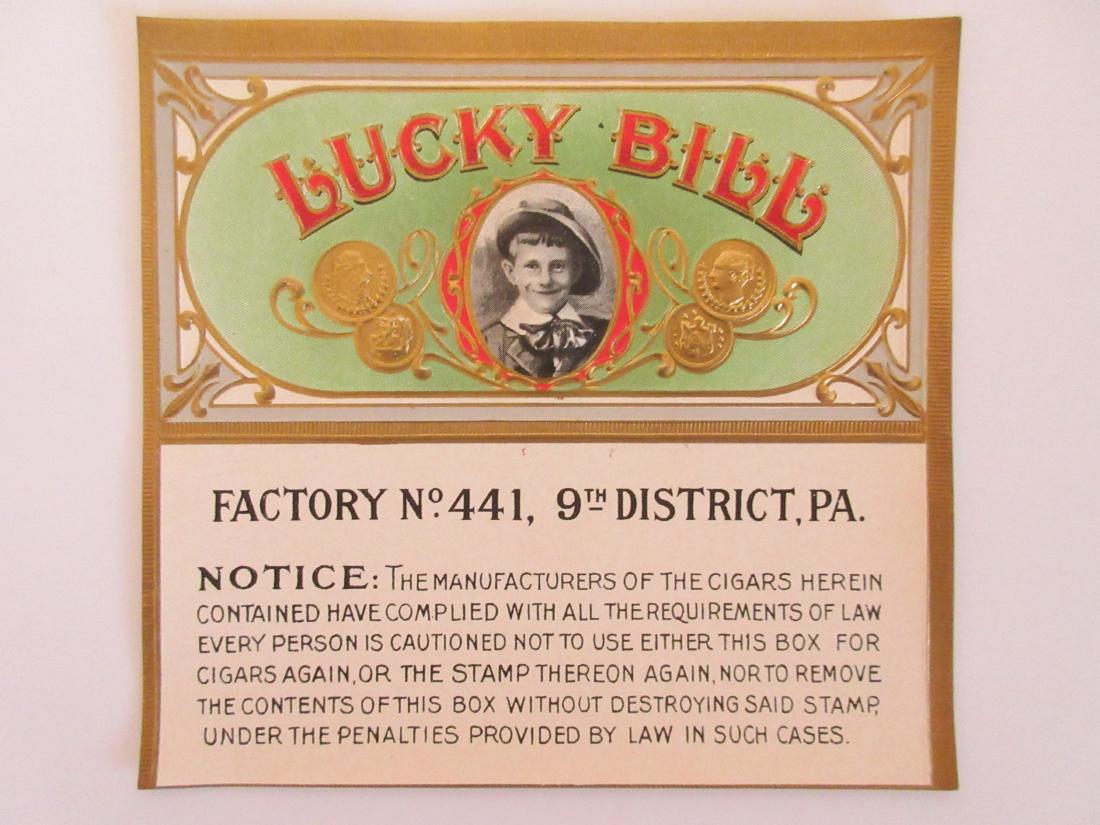 LUCKY BILL
FACTORY Nº. 441, 9TH DISTRICT, PA.
NOTICE: THE MANUFACTURERS OF THE CIGARS HEREIN
CONTAINED HAVE COMPLIED WITH ALL THE REQUIREMENTS OF LAW
EVERY PERSON IS CAUTIONED NOT TO USE EITHER THIS BOX FOR
CIGARS AGAIN, OR THE STAMP THEREON AGAIN, NOR TO REMOVE
THE CONTENTS OF THIS BOX WITHOUT DESTROYING SAID STAMP,
UNDER THE PENALTIES PROVIDED BY LAW IN SUCH CASES.